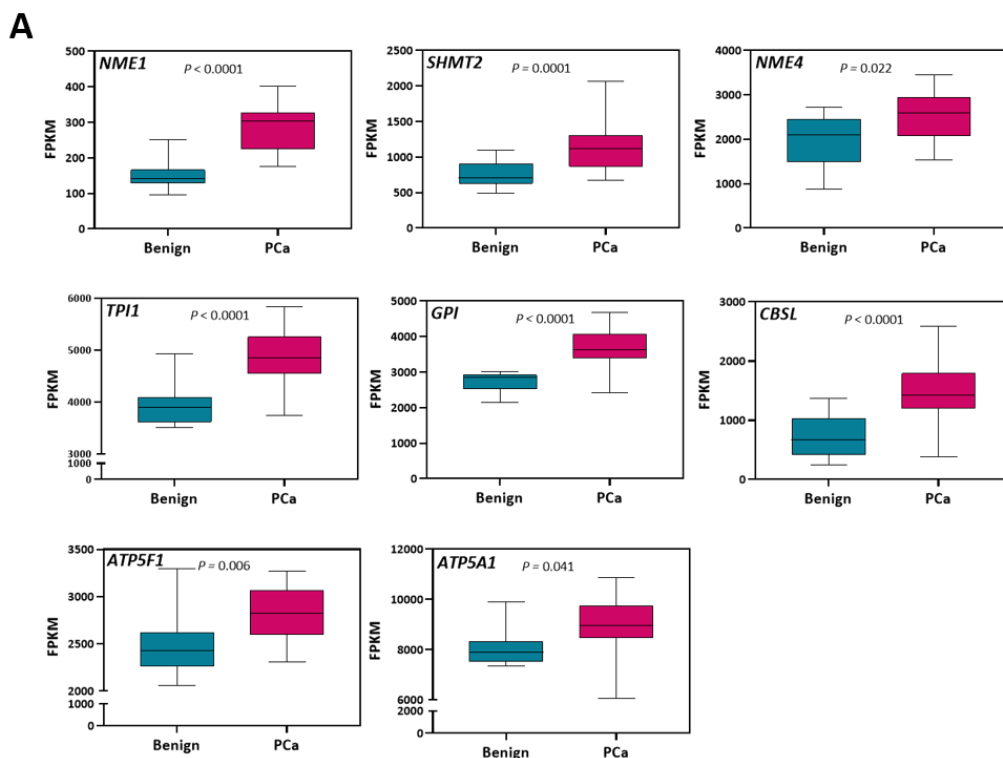 A
NME1
P < 0.0001
FPKM
500
400
300
200
100
0
Benign PCa
SHMT2
P = 0.0001
FPKM
2500
2000
1500
1000
500
0
Benign PCa
NME4
P = 0.022
FPKM
4000
3000
2000
1000
0
Benign PCa
TPI1
P < 0.0001
FPKM
6000
5000
4000
3000
1000
0
Benign PCa
GPI
P < 0.0001
FPKM
5000
4000
3000
2000
1000
0
Benign PCa
CBSL
P < 0.0001
FPKM
3000
2000
1000
0
Benign PCa
ATP5F1
P = 0.006
FPKM
3500
3000
2500
2000
1000
0
Benign PCa
ATP5A1
P = 0.041
FPKM
12000
10000
8000
6000
2000
0
Benign PCa